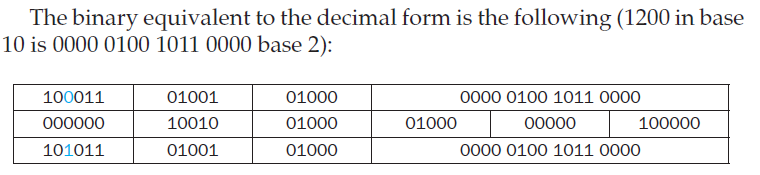 The binary equivalent to the decimal form is the following (1200 in base
10 is 0000 0100 1011 0000 base 2):
100011 01001 01000 0000 0100 1011 0000
000000 10010 01000 01000 00000 100000
101011 01001 01000 0000 0100 1011 0000